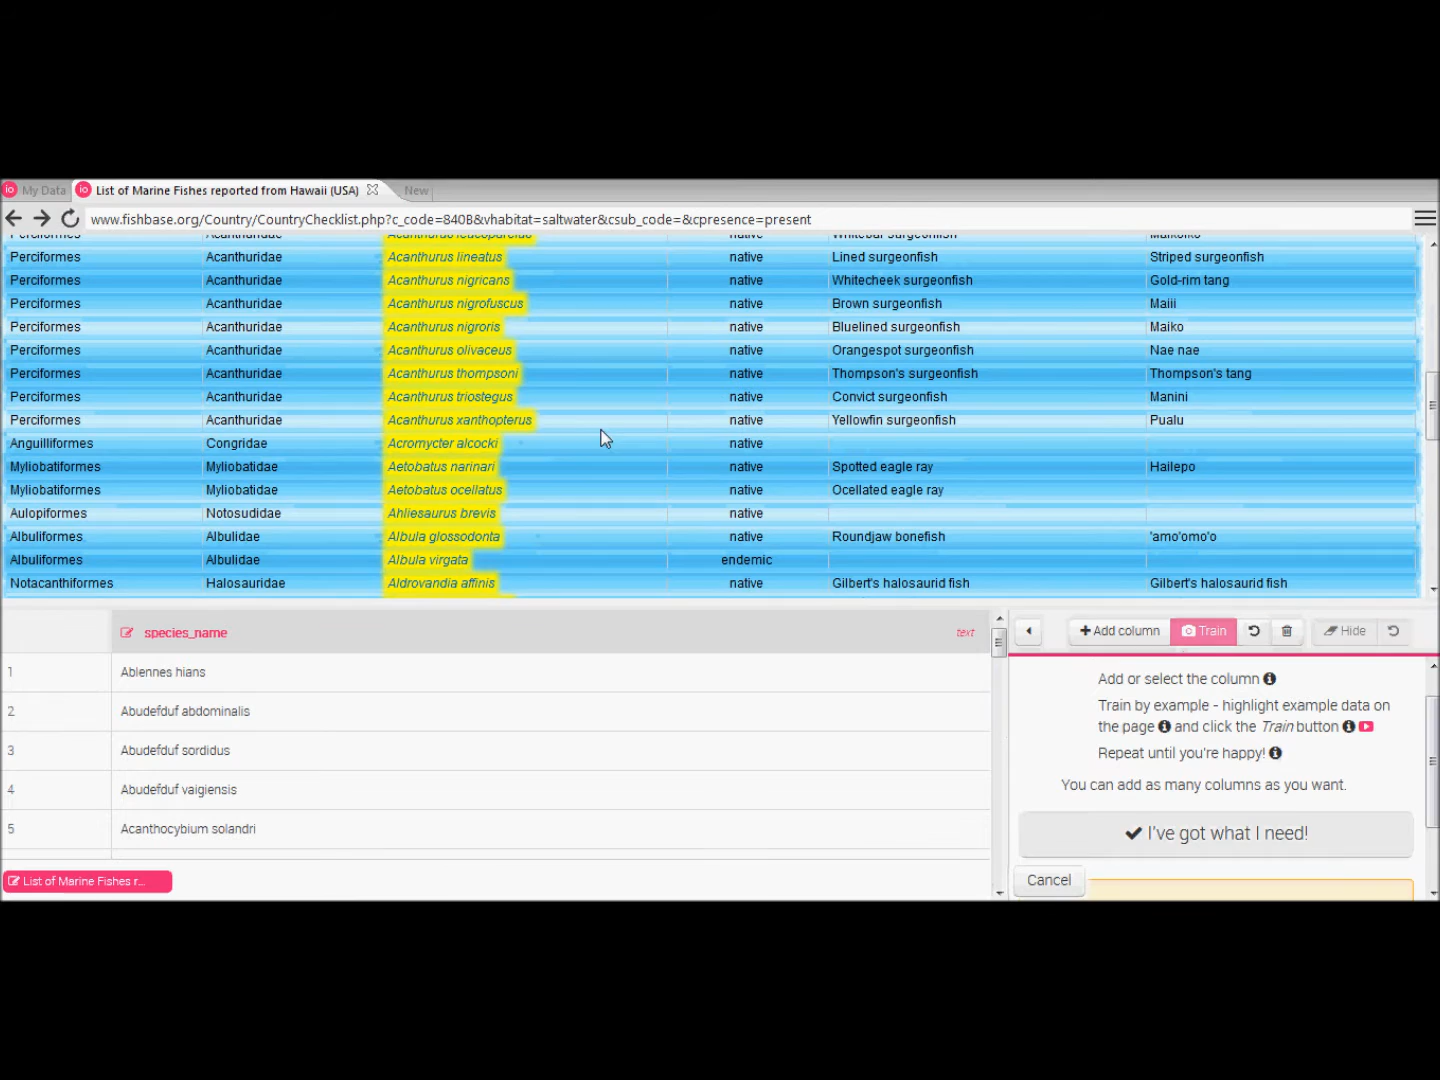 My Data List of Marine Fishes reported from Hawaii (USA) New
www.fishbase.org/Country/CountryChecklist.php?c_code=840B&vhabitat=saltwater&csub_code=&cpresence=present
Perciformes Acanthuridae Acanthurus leucopareius native Whitebar surgeonfish Maikoiko
Perciformes Acanthuridae Acanthurus lineatus native Lined surgeonfish Striped surgeonfish
Perciformes Acanthuridae Acanthurus nigricans native Whitecheek surgeonfish Gold-rim tang
Perciformes Acanthuridae Acanthurus nigrofuscus native Brown surgeonfish Maiii
Perciformes Acanthuridae Acanthurus nigroris native Bluelined surgeonfish Maiko
Perciformes Acanthuridae Acanthurus olivaceus native Orangespot surgeonfish Nae nae
Perciformes Acanthuridae Acanthurus thompsoni native Thompson's surgeonfish Thompson's tang
Perciformes Acanthuridae Acanthurus triostegus native Convict surgeonfish Manini
Perciformes Acanthuridae Acanthurus xanthopterus native Yellowfin surgeonfish Pualu
Anguilliformes Congridae Acromycter alcocki native
Myliobatiformes Myliobatidae Aetobatus narinari native Spotted eagle ray Hailepo
Myliobatiformes Myliobatidae Aetobatus ocellatus native Ocellated eagle ray
Aulopiformes Notosudidae Ahliesaurus brevis native
Albuliformes Albulidae Albula glossodonta native Roundjaw bonefish 'amo'omo'o
Albuliformes Albulidae Albula virgata endemic
Notacanthiformes Halosauridae Aldrovandia affinis native Gilbert's halosaurid fish Gilbert's halosaurid fish
species_name text
1 Ablennes hians
2 Abudefduf abdominalis
3 Abudefduf sordidus
4 Abudefduf vaigiensis
5 Acanthocybium solandri
List of Marine Fishes r...
Add column Train Hide
Add or select the column
Train by example - highlight example data on
the page and click the Train button
Repeat until you're happy!
You can add as many columns as you want.
I've got what I need!
Cancel